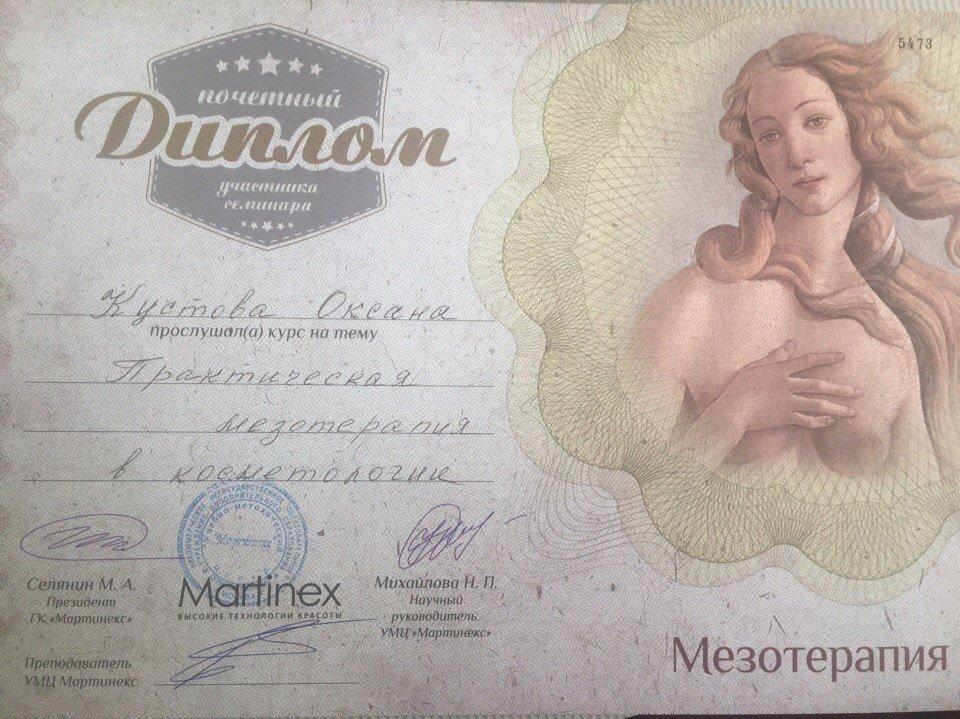 5473
почетный
Диплом
участника
семинара
Кустова Оксана
прослушал(а) курс на тему
Практическая
мезотерапия
в косметологии
Селянин М. А.
Президент
ГК «Мартинекс»
Martinex
ВЫСОКИЕ ТЕХНОЛОГИИ КРАСОТЫ
Михайлова Н. П.
Научный
руководитель
УМЦ «Мартинекс»
Преподаватель
УМЦ Мартинекс
Мезотерапия